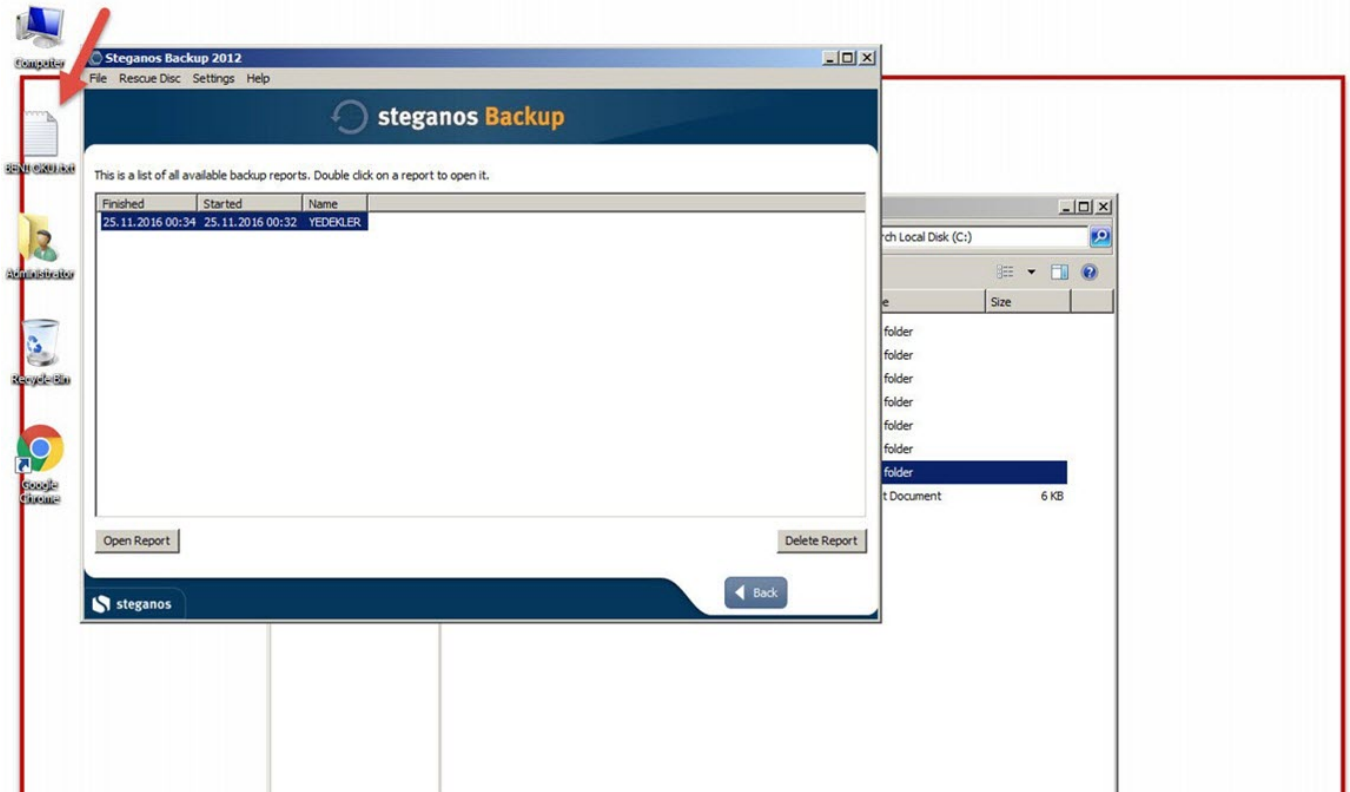 Computer
BENI OKU.txt
Administrator
Recycle Bin
Google
Chrome
Steganos Backup 2012
File Rescue Disc Settings Help
steganos Backup
This is a list of all available backup reports. Double click on a report to open it.
Finished Started Name
25.11.2016 00:34 25.11.2016 00:32 YEDEKLER
Open Report Delete Report
Back
steganos
rch Local Disk (C:)
e Size
folder
folder
folder
folder
folder
folder
folder
t Document 6 KB